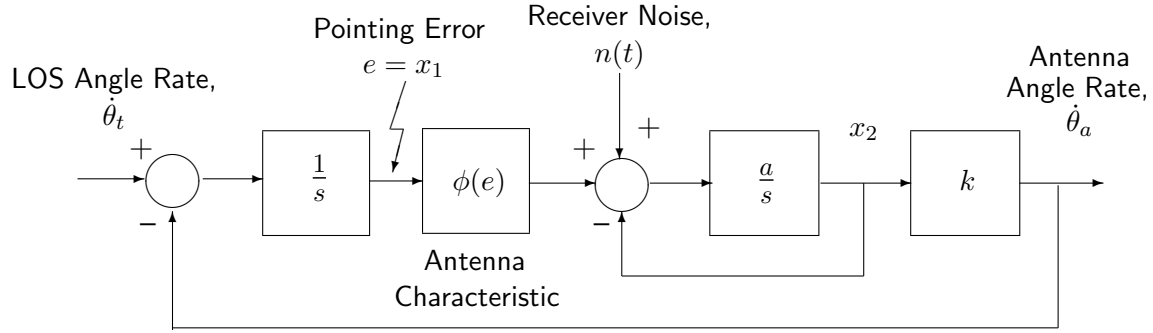 Receiver Noise,
n(t)
Pointing Error
e = x₁
LOS Angle Rate,
θ̇ₜ
Antenna
Angle Rate,
θ̇ₐ
+
–
1/s
φ(e)
Antenna
Characteristic
+
+
–
a/s
x₂
k